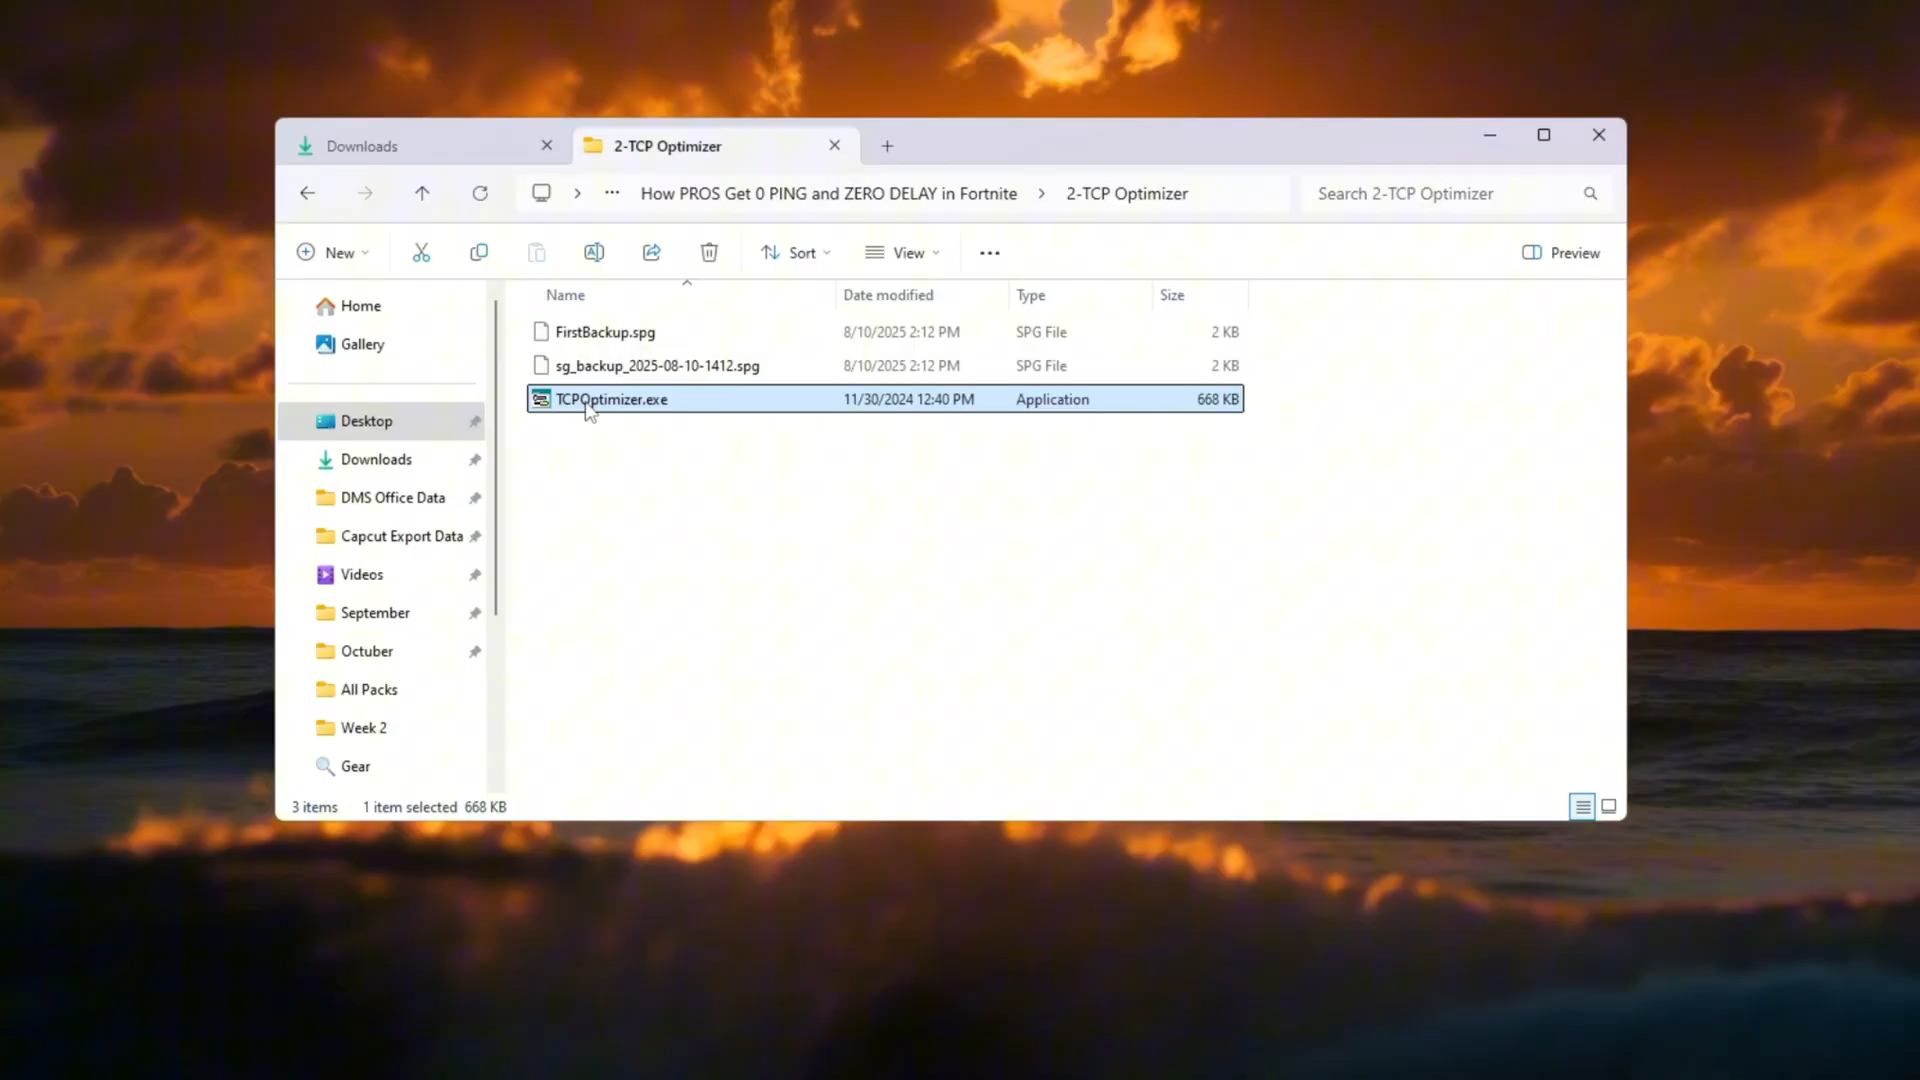 Downloads
2-TCP Optimizer
How PROS Get 0 PING and ZERO DELAY in Fortnite
2-TCP Optimizer
Search 2-TCP Optimizer
New
Sort
View
Preview
Name Date modified Type Size
FirstBackup.spg 8/10/2025 2:12 PM SPG File 2 KB
sg_backup_2025-08-10-1412.spg 8/10/2025 2:12 PM SPG File 2 KB
TCPOptimizer.exe 11/30/2024 12:40 PM Application 668 KB
Home
Gallery
Desktop
Downloads
DMS Office Data
Capcut Export Data
Videos
September
Octuber
All Packs
Week 2
Gear
3 items 1 item selected 668 KB